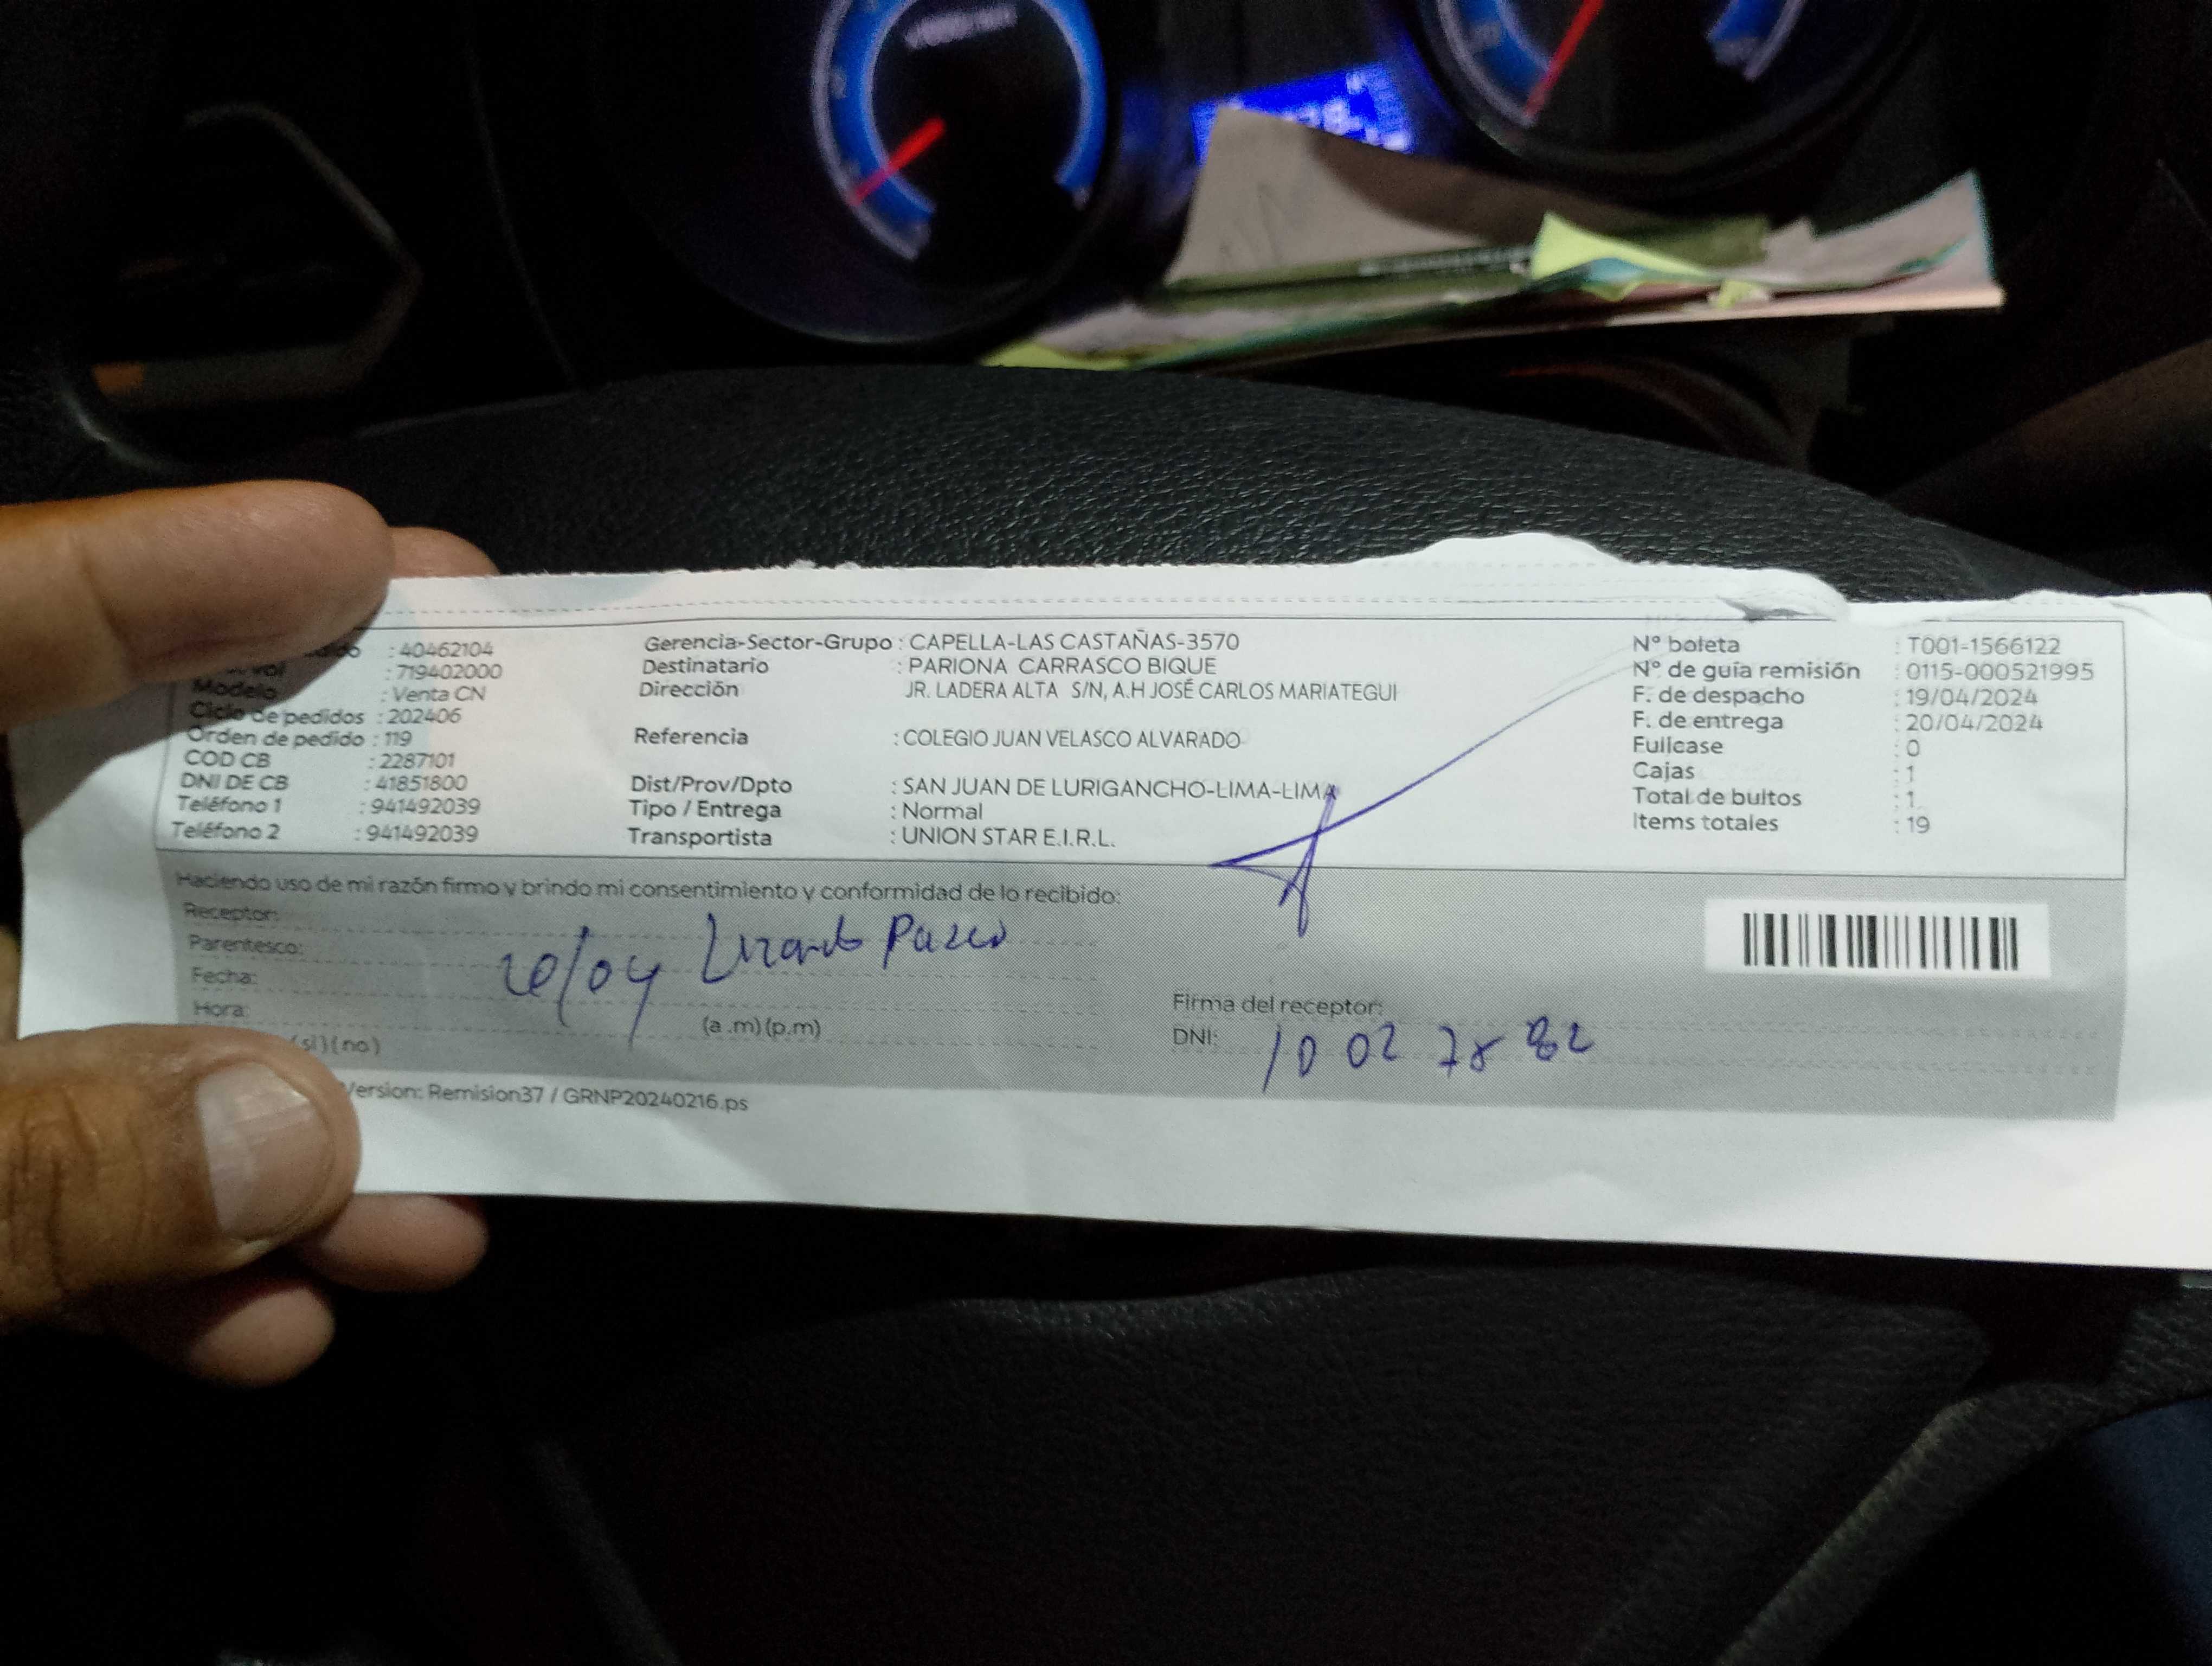 : 40462104
: 719402000
Modelo : Venta CN
Ciclo de pedidos : 202406
Orden de pedido : 119
COD CB : 2287101
DNI DE CB : 41851800
Teléfono 1 : 941492039
Teléfono 2 : 941492039
Gerencia-Sector-Grupo : CAPELLA-LAS CASTAÑAS-3570
Destinatario : PARIONA CARRASCO BIQUE
Dirección JR. LADERA ALTA S/N, A.H JOSÉ CARLOS MARIATEGUI
Referencia : COLEGIO JUAN VELASCO ALVARADO
Dist/Prov/Dpto : SAN JUAN DE LURIGANCHO-LIMA-LIMA
Tipo / Entrega : Normal
Transportista : UNION STAR E.I.R.L.
N° boleta : T001-1566122
N° de guía remisión : 0115-000521995
F. de despacho : 19/04/2024
F. de entrega : 20/04/2024
Fullcase : 0
Cajas : 1
Total de bultos : 1
Items totales : 19
Haciendo uso de mi razón firmo y brindo mi consentimiento y conformidad de lo recibido:
Receptor:
Parentesco:
Fecha: 20/04
Hora: (a.m) (p.m)
(si) (no)
Firma del receptor:
DNI: 10 02 78 82
Version: Remision37 / GRNP20240216.ps